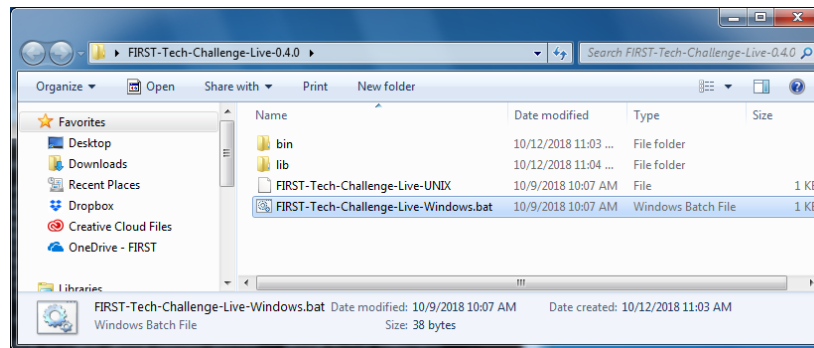 FIRST-Tech-Challenge-Live-0.4.0
Search FIRST-Tech-Challenge-Live-0.4.0
Organize Open Share with Print New folder
Favorites
Desktop
Downloads
Recent Places
Dropbox
Creative Cloud Files
OneDrive - FIRST
Libraries
Name Date modified Type Size
bin 10/12/2018 11:03 ... File folder
lib 10/12/2018 11:04 ... File folder
FIRST-Tech-Challenge-Live-UNIX 10/9/2018 10:07 AM File 1 KB
FIRST-Tech-Challenge-Live-Windows.bat 10/9/2018 10:07 AM Windows Batch File 1 KB
FIRST-Tech-Challenge-Live-Windows.bat Date modified: 10/9/2018 10:07 AM Date created: 10/12/2018 11:03 AM
Windows Batch File Size: 38 bytes